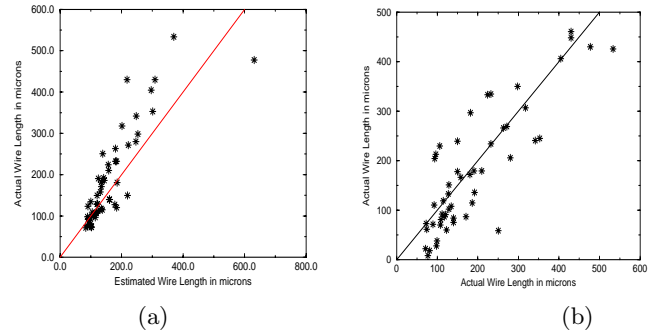 600.0
500.0
400.0
300.0
200.0
100.0
0.0
Actual Wire Length in microns
0.0 200.0 400.0 600.0 800.0
Estimated Wire Length in microns
(a)
500
400
300
200
100
0
Actual Wire Length in microns
0 100 200 300 400 500 600
Actual Wire Length in microns
(b)